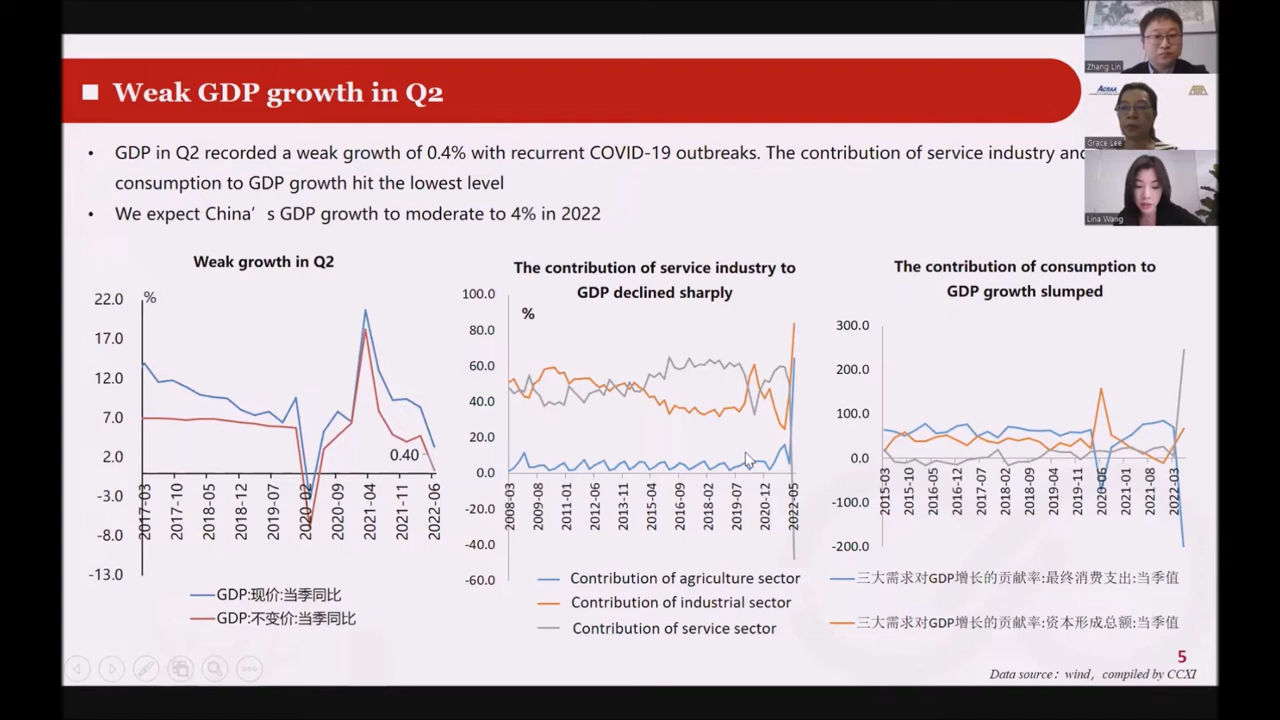 Weak GDP growth in Q2
• GDP in Q2 recorded a weak growth of 0.4% with recurrent COVID-19 outbreaks. The contribution of service industry and
consumption to GDP growth hit the lowest level
• We expect China's GDP growth to moderate to 4% in 2022
Zhang Lin
ACRAA
Grace Lee
Lina Wang
Weak growth in Q2
%
22.0
17.0
12.0
7.0
2.0
-3.0
-8.0
-13.0
0.40
2017-03
2017-10
2018-05
2018-12
2019-07
2020-02
2020-09
2021-04
2021-11
2022-06
GDP:现价:当季同比
GDP:不变价:当季同比
The contribution of service industry to
GDP declined sharply
%
100.0
80.0
60.0
40.0
20.0
0.0
-20.0
-40.0
-60.0
2008-03
2009-08
2011-01
2012-06
2013-11
2015-04
2016-09
2018-02
2019-07
2020-12
2022-05
Contribution of agriculture sector
Contribution of industrial sector
Contribution of service sector
The contribution of consumption to
GDP growth slumped
300.0
200.0
100.0
0.0
-100.0
-200.0
2015-03
2015-10
2016-05
2016-12
2017-07
2018-02
2018-09
2019-04
2019-11
2020-06
2021-01
2021-08
2022-03
三大需求对GDP增长的贡献率:最终消费支出:当季值
三大需求对GDP增长的贡献率:资本形成总额:当季值
5
Data source：wind，compiled by CCXI